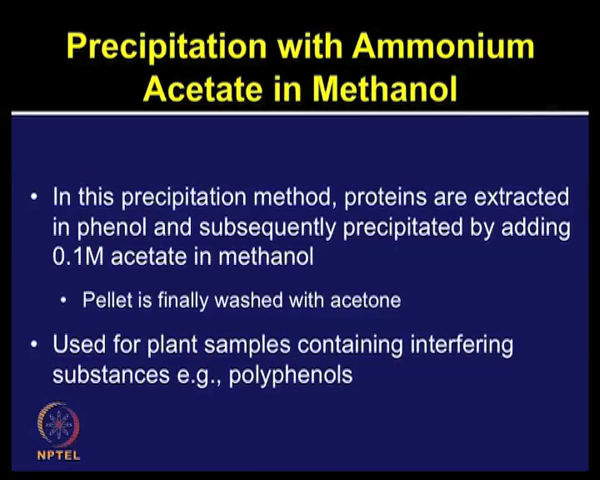 Precipitation with Ammonium
Acetate in Methanol
• In this precipitation method, proteins are extracted
in phenol and subsequently precipitated by adding
0.1M acetate in methanol
• Pellet is finally washed with acetone
• Used for plant samples containing interfering
substances e.g., polyphenols
NPTEL